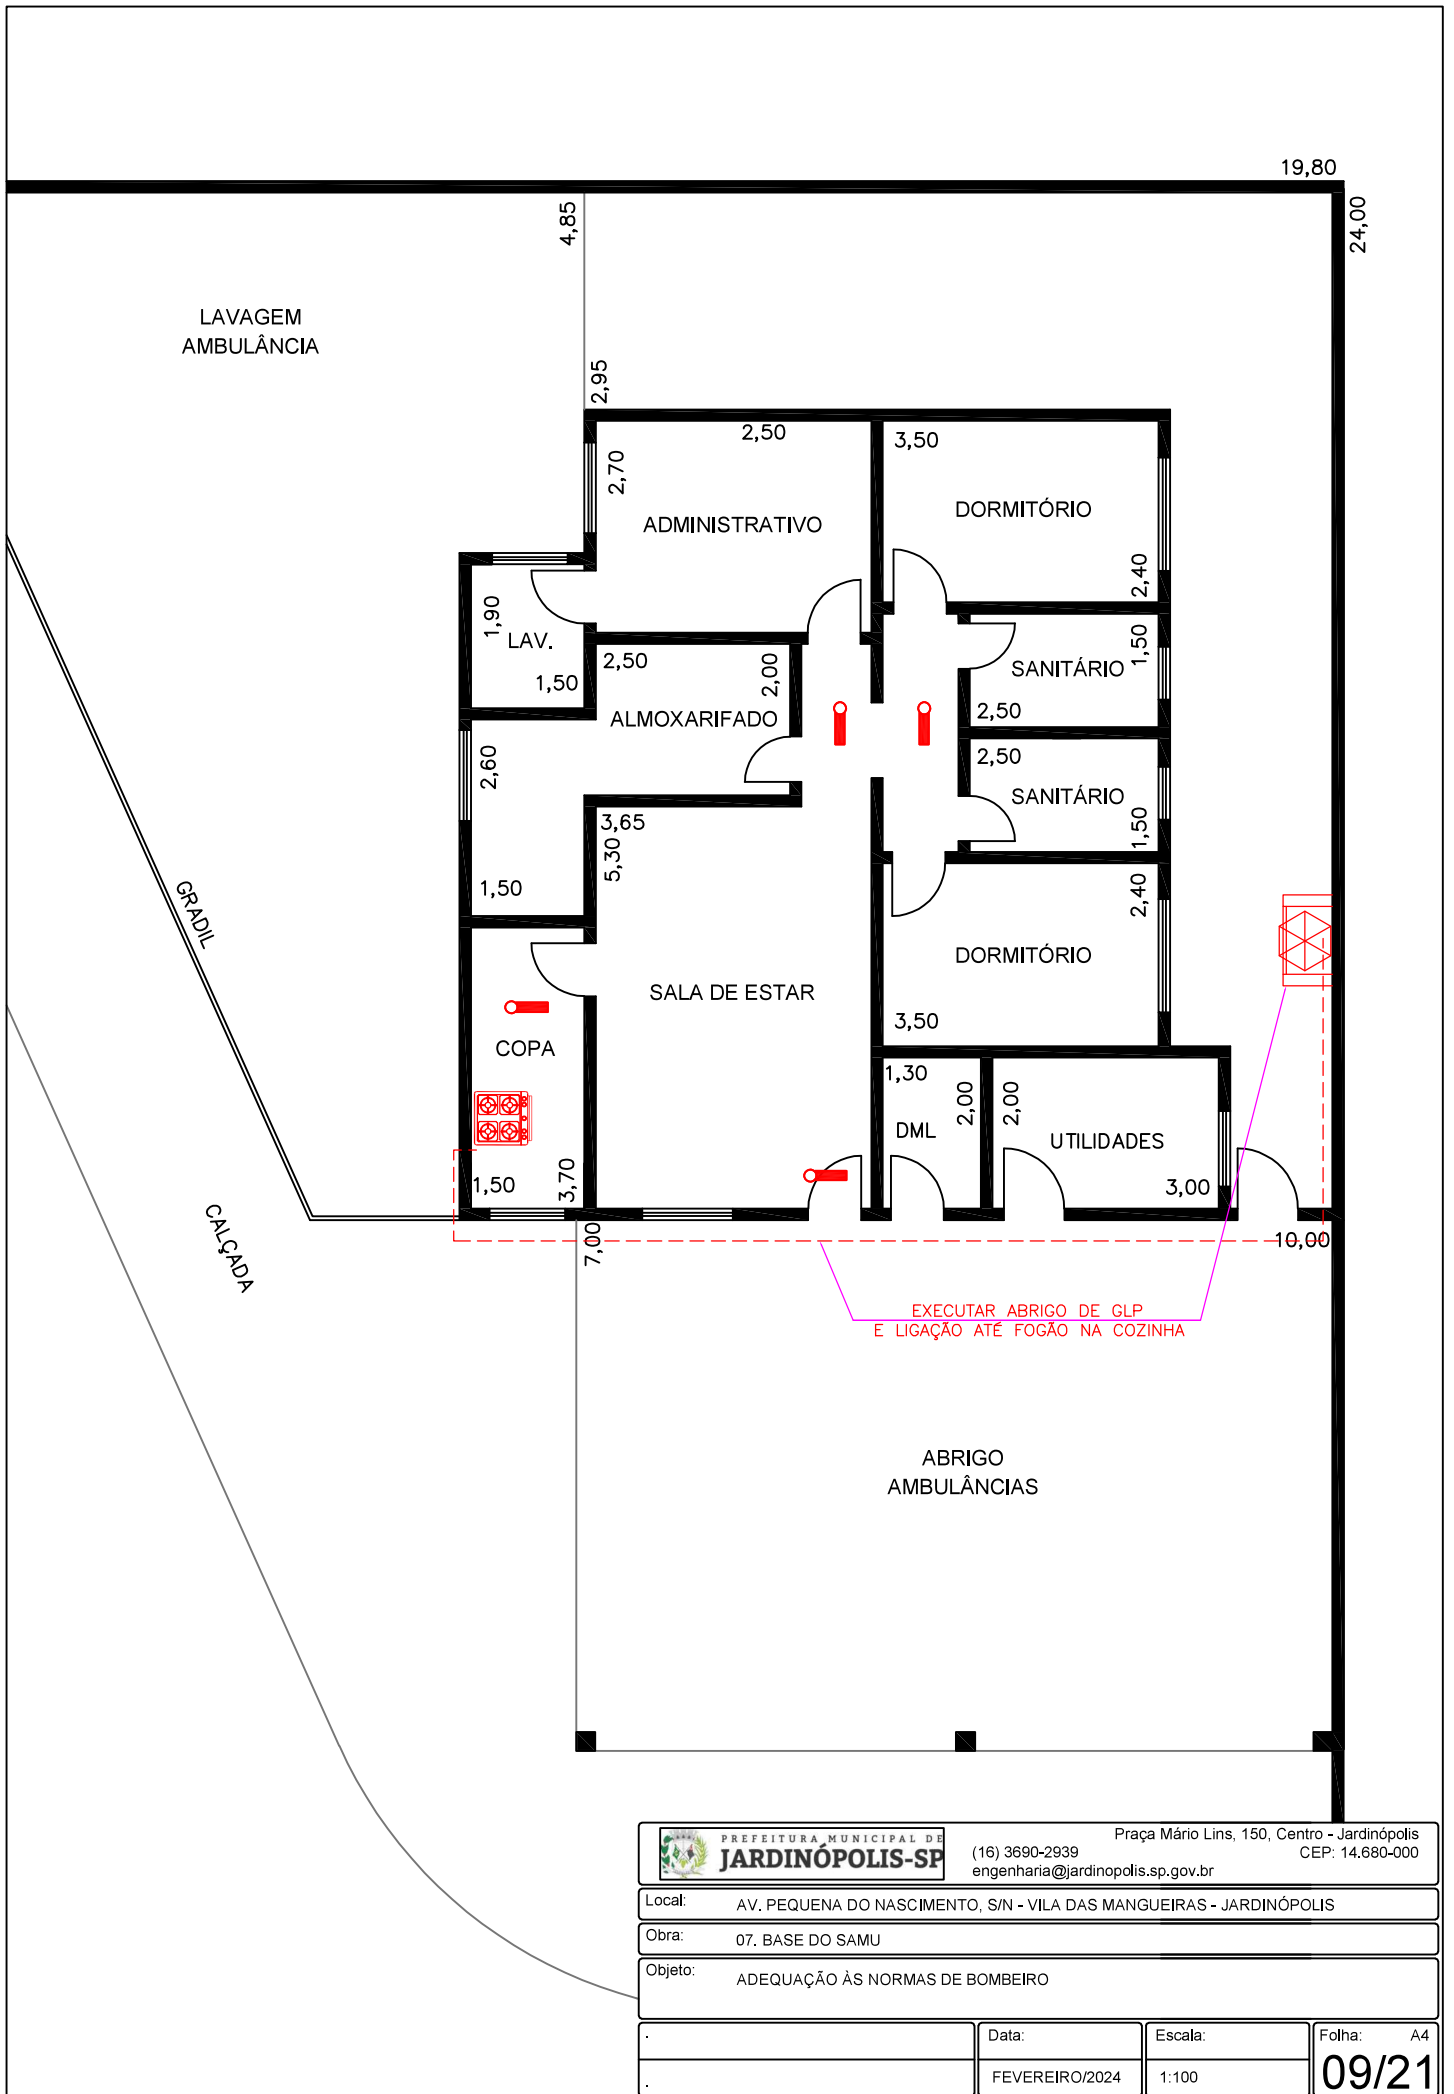 19,80
24,00
4,85
LAVAGEM
AMBULÂNCIA
2,95
2,50
2,70
ADMINISTRATIVO
3,50
DORMITÓRIO
2,40
1,90
LAV.
1,50
2,50
2,00
ALMOXARIFADO
SANITÁRIO
1,50
2,50
2,60
2,50
SANITÁRIO
1,50
3,65
5,30
1,50
2,40
DORMITÓRIO
3,50
GRADIL
SALA DE ESTAR
COPA
1,30
2,00
DML
2,00
UTILIDADES
3,00
1,50
3,70
CALÇADA
7,00
10,00
EXECUTAR ABRIGO DE GLP
E LIGAÇÃO ATÉ FOGÃO NA COZINHA
ABRIGO
AMBULÂNCIAS
PREFEITURA MUNICIPAL DE
JARDINÓPOLIS-SP
Praça Mário Lins, 150, Centro - Jardinópolis
(16) 3690-2939
CEP: 14.680-000
engenharia@jardinopolis.sp.gov.br
Local: AV. PEQUENA DO NASCIMENTO, S/N - VILA DAS MANGUEIRAS - JARDINÓPOLIS
Obra: 07. BASE DO SAMU
Objeto: ADEQUAÇÃO ÀS NORMAS DE BOMBEIRO
.
.
Data:
FEVEREIRO/2024
Escala:
1:100
Folha: A4
09/21